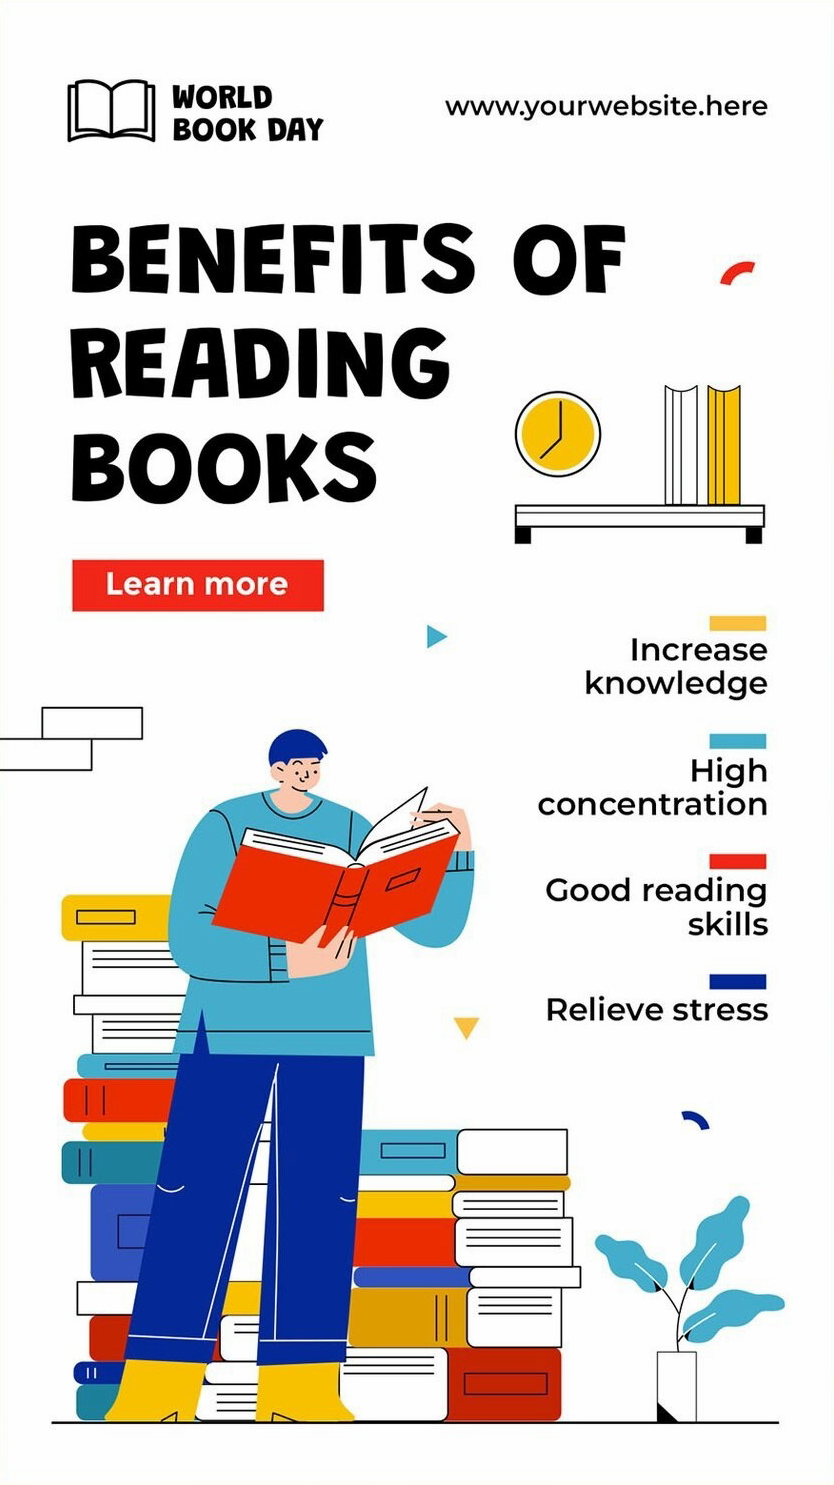 WORLD
BOOK DAY
www.yourwebsite.here
BENEFITS OF
READING
BOOKS
Learn more
Increase
knowledge
High
concentration
Good reading
skills
Relieve stress